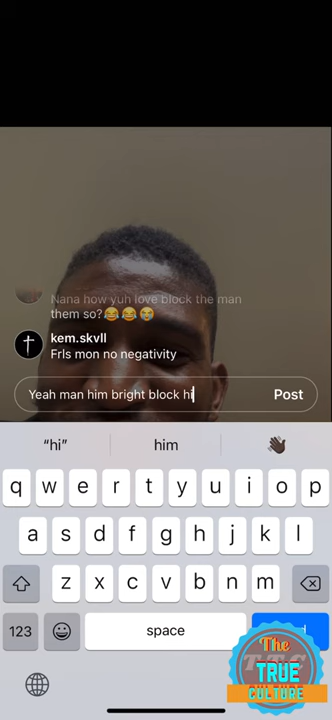 Nana how yuh love block the man
them so?😂😂😭
kem.skvll
Frls mon no negativity
Yeah man him bright block hi
Post
“hi”
him
👋🏿
q w e r t y u i o p
a s d f g h j k l
z x c v b n m
123
space
The
TRUE
CULTURE